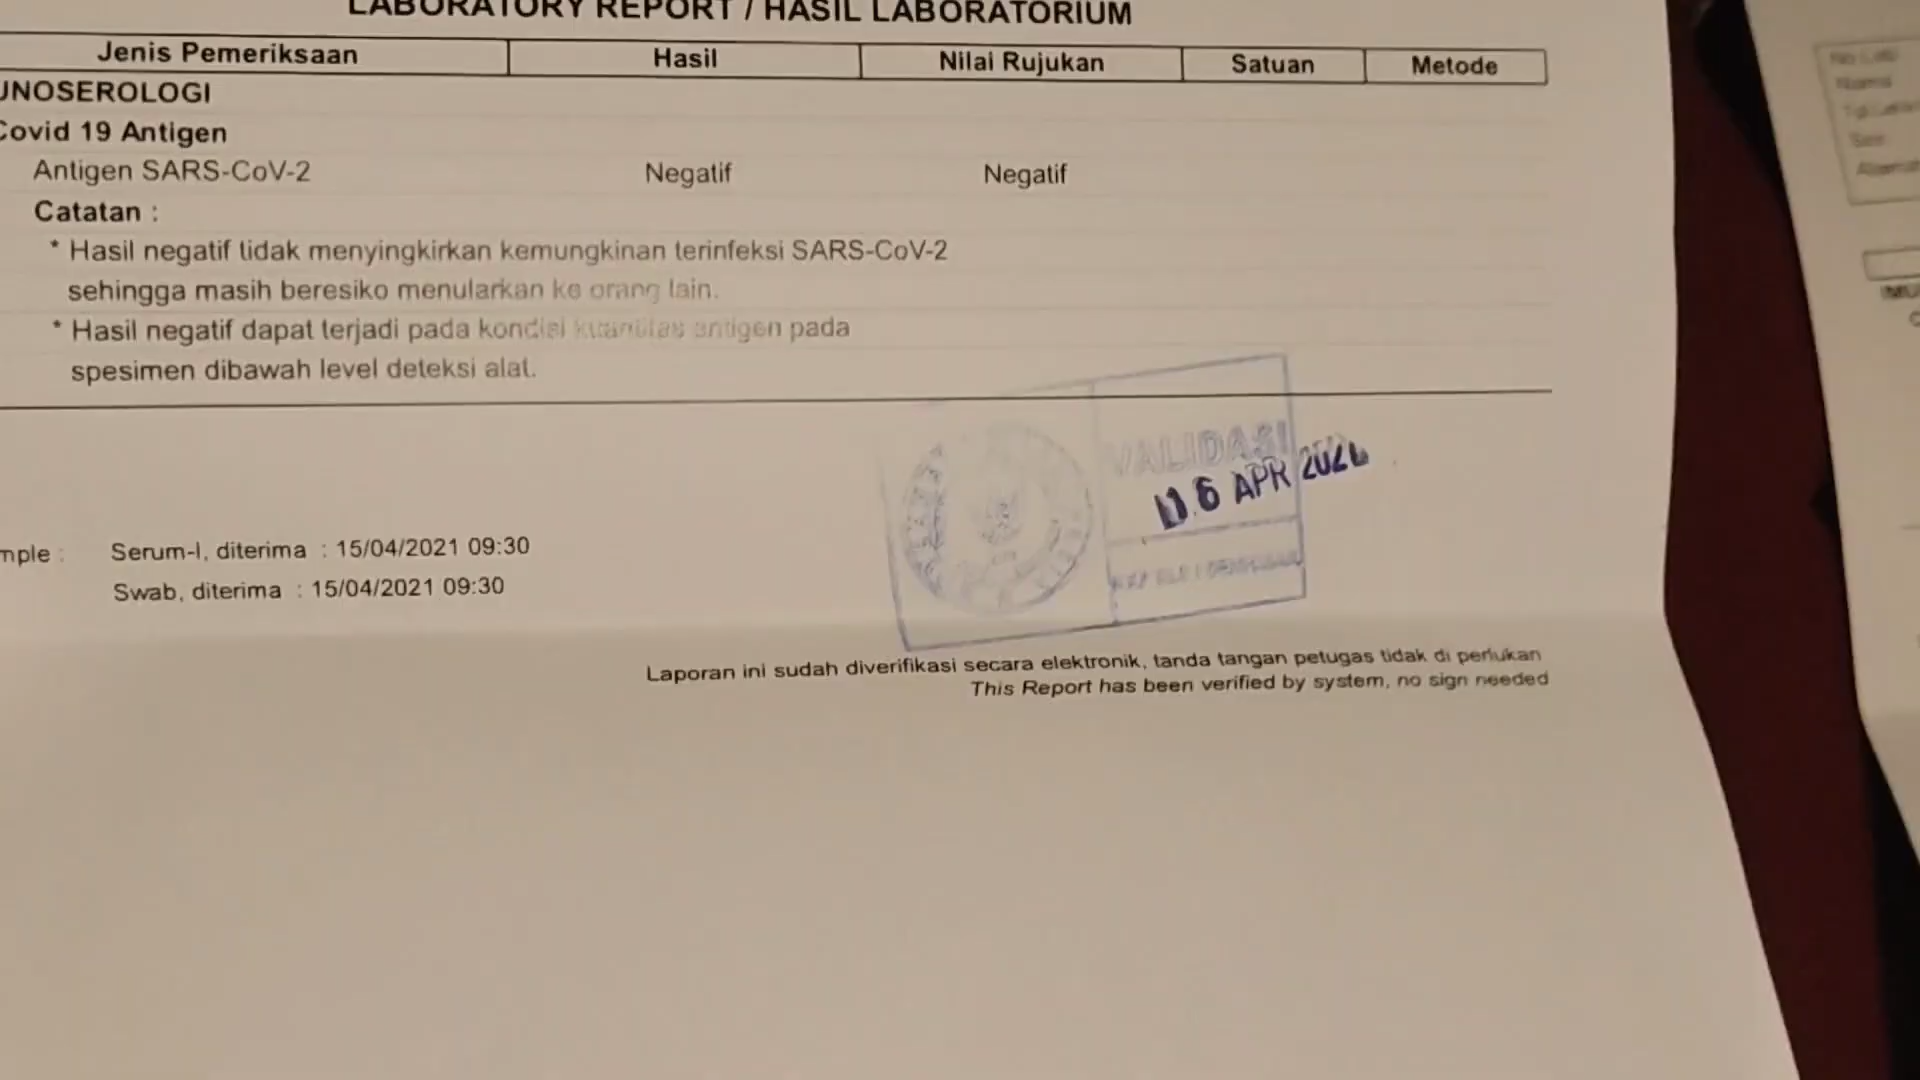 LABORATORY REPORT / HASIL LABORATORIUM
Jenis Pemeriksaan Hasil Nilai Rujukan Satuan Metode
UNOSEROLOGI
Covid 19 Antigen
Antigen SARS-CoV-2 Negatif Negatif
Catatan :
* Hasil negatif tidak menyingkirkan kemungkinan terinfeksi SARS-CoV-2
sehingga masih beresiko menularkan ke orang lain.
* Hasil negatif dapat terjadi pada kondisi kuantitas antigen pada
spesimen dibawah level deteksi alat.
VALIDASI
APR
mple : Serum-I, diterima : 15/04/2021 09:30
Swab, diterima : 15/04/2021 09:30
Laporan ini sudah diverifikasi secara elektronik, tanda tangan petugas tidak di perlukan
This Report has been verified by system, no sign needed